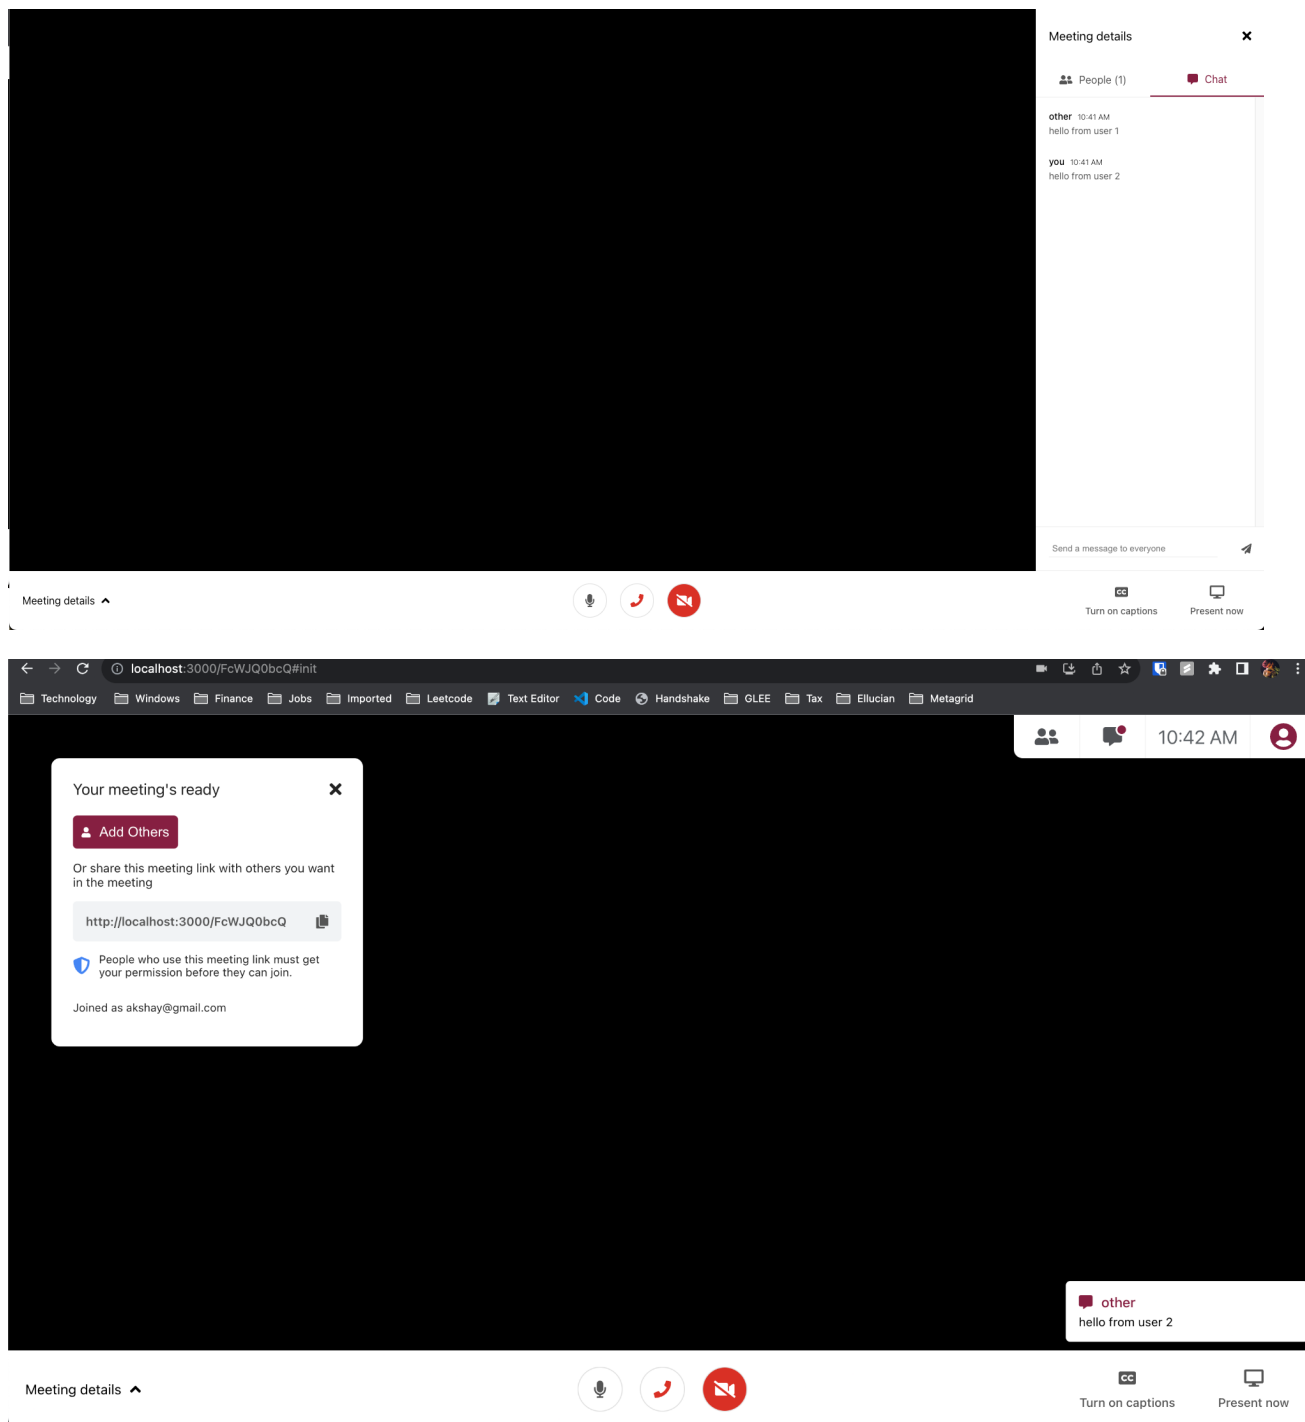 Meeting details
People (1)
Chat
other 10:41 AM
hello from user 1
you 10:41 AM
hello from user 2
Send a message to everyone
Meeting details
CC
Turn on captions
Present now
localhost:3000/FcWJQ0bcQ#init
Technology Windows Finance Jobs Imported Leetcode Text Editor Code Handshake GLEE Tax Ellucian Metagrid
10:42 AM
Your meeting's ready
Add Others
Or share this meeting link with others you want
in the meeting
http://localhost:3000/FcWJQ0bcQ
People who use this meeting link must get
your permission before they can join.
Joined as akshay@gmail.com
other
hello from user 2
Meeting details
CC
Turn on captions
Present now